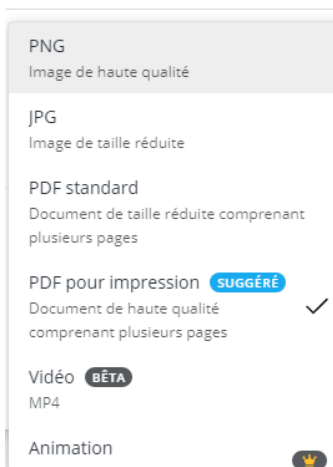 PNG
Image de haute qualité
JPG
Image de taille réduite
PDF standard
Document de taille réduite comprenant
plusieurs pages
PDF pour impression SUGGÉRÉ
Document de haute qualité
comprenant plusieurs pages
Vidéo BÊTA
MP4
Animation